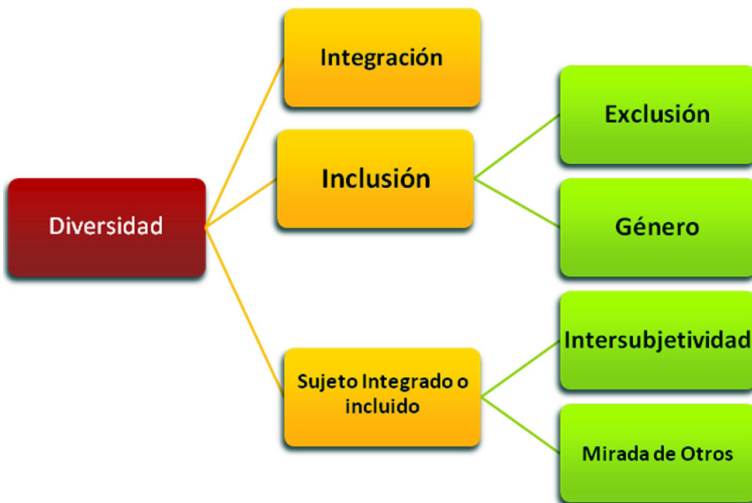 Diversidad
Integración
Inclusión
Sujeto Integrado o
incluido
Exclusión
Género
Intersubjetividad
Mirada de Otros